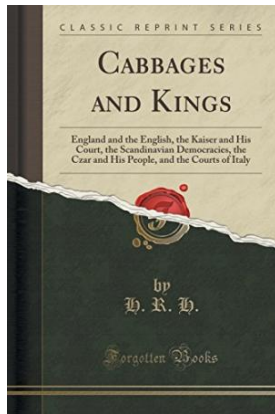 CLASSIC REPRINT SERIES
CABBAGES
AND KINGS
England and the English, the Kaiser and His
Court, the Scandinavian Democracies, the
Czar and His People, and the Courts of Italy
by
H. R. H.
Forgotten Books